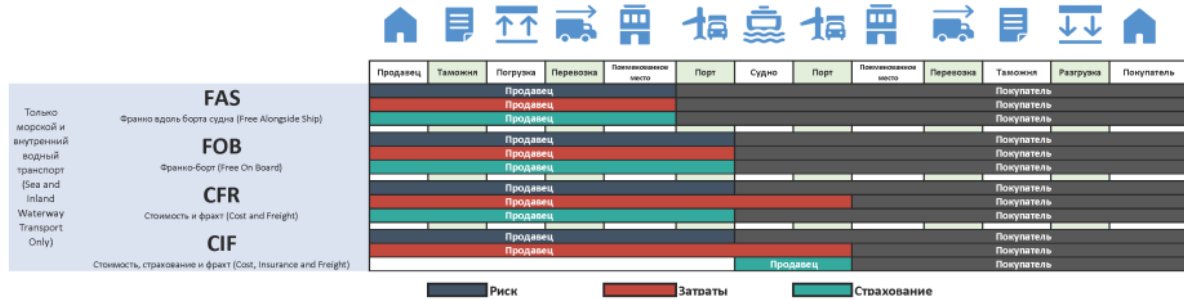 Продавец Таможня Погрузка Перевозка Поименованное место Порт Судно Порт Поименованное место Перевозка Таможня Разгрузка Покупатель
Только морской и внутренний водный транспорт (Sea and Inland Waterway Transport Only)
FAS
Франко вдоль борта судна (Free Alongside Ship)
Продавец Покупатель
Продавец Покупатель
Продавец Покупатель
FOB
Франко-борт (Free On Board)
Продавец Покупатель
Продавец Покупатель
Продавец Покупатель
CFR
Стоимость и фрахт (Cost and Freight)
Продавец Покупатель
Продавец Покупатель
Продавец Покупатель
CIF
Стоимость, страхование и фрахт (Cost, Insurance and Freight)
Продавец Покупатель
Продавец Покупатель
Продавец Покупатель
Риск Затраты Страхование